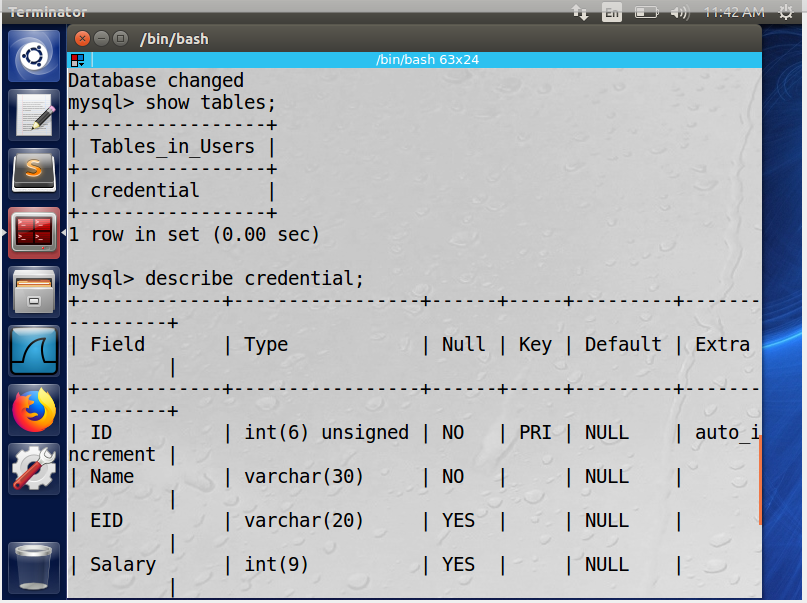 Terminator En 11:42 AM
/bin/bash
/bin/bash 63x24
Database changed
mysql> show tables;
+-----------------+
| Tables_in_Users |
+-----------------+
| credential      |
+-----------------+
1 row in set (0.00 sec)
mysql> describe credential;
+-------------+-----------------+------+-----+---------+-------
---------+
| Field       | Type            | Null | Key | Default | Extra
         |
+-------------+-----------------+------+-----+---------+-------
---------+
| ID          | int(6) unsigned | NO   | PRI | NULL    | auto_i
ncrement |
| Name        | varchar(30)     | NO   |     | NULL    |
         |
| EID         | varchar(20)     | YES  |     | NULL    |
         |
| Salary      | int(9)          | YES  |     | NULL    |
         |